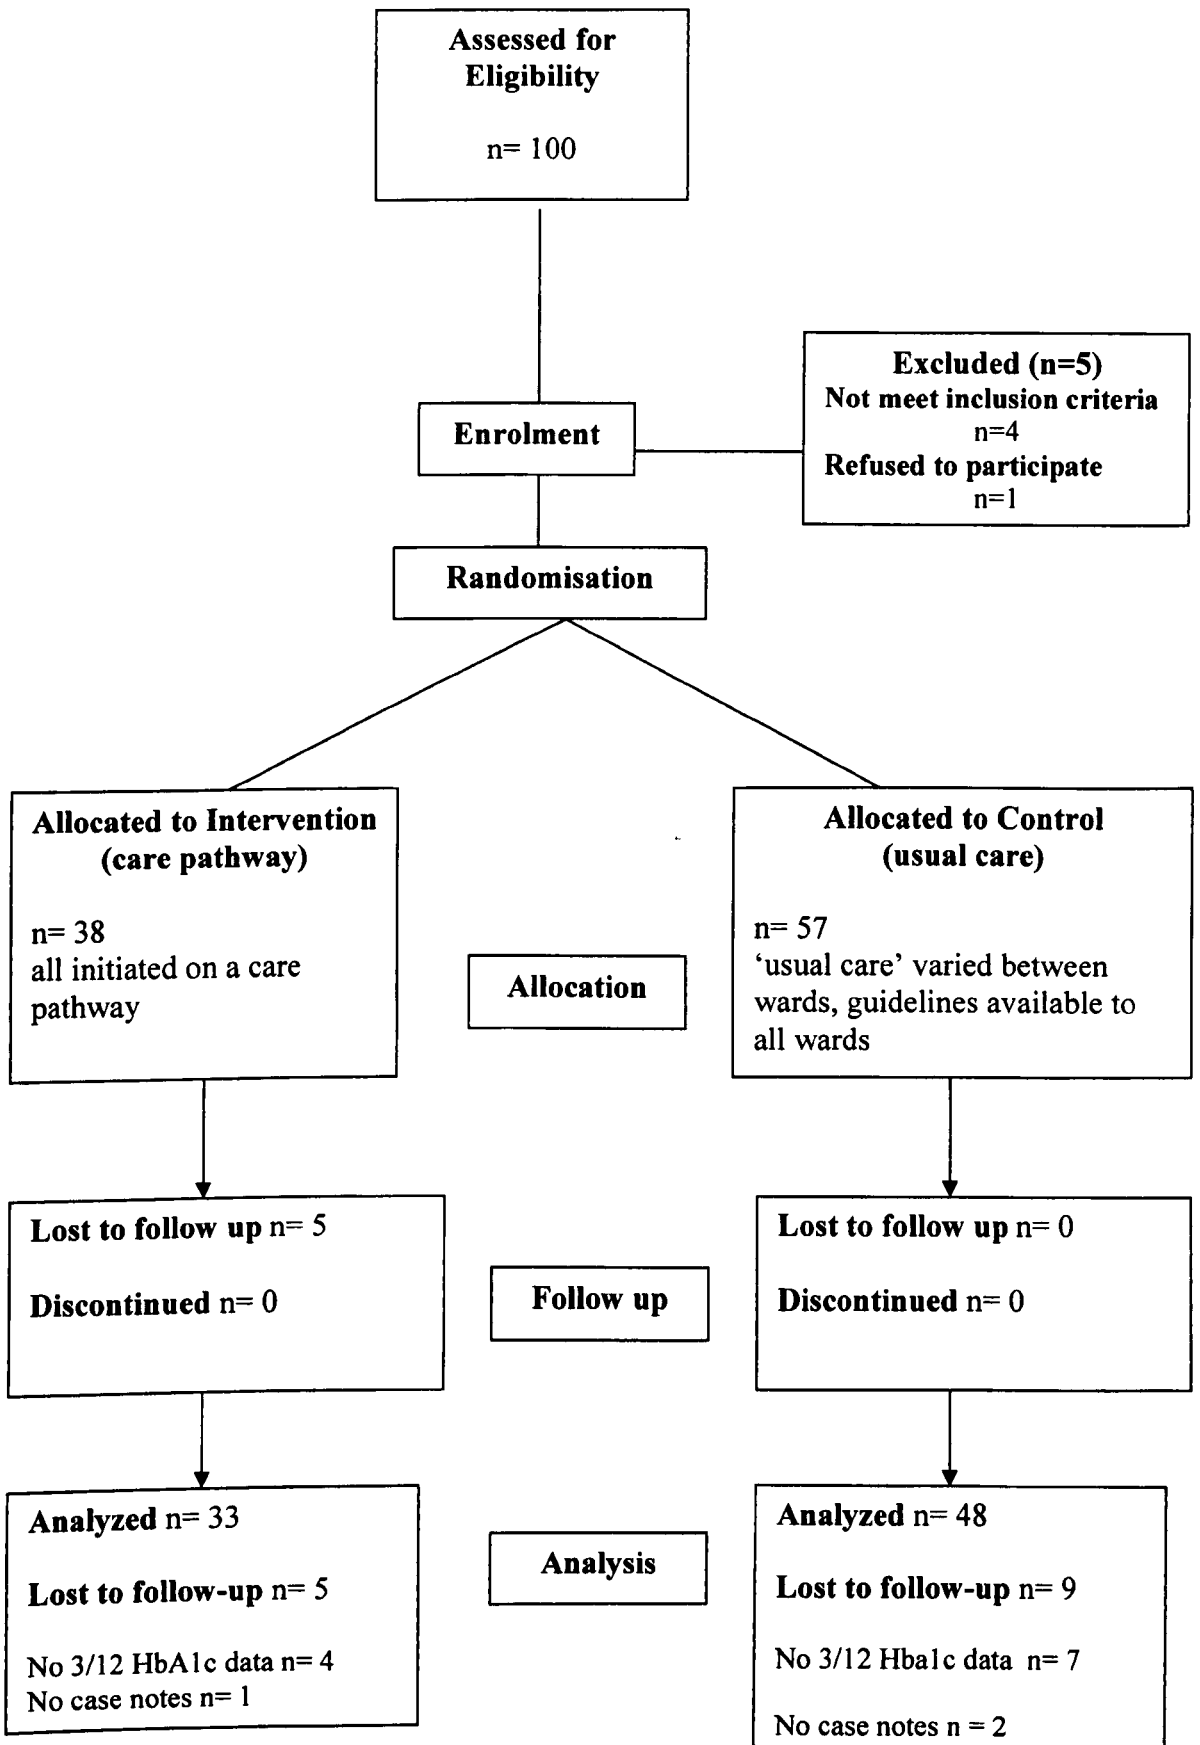 Assessed for
Eligibility
n= 100
Excluded (n=5)
Not meet inclusion criteria
n=4
Refused to participate
n=1
Enrolment
Randomisation
Allocated to Intervention
(care pathway)
n= 38
all initiated on a care
pathway
Allocation
Allocated to Control
(usual care)
n= 57
‘usual care’ varied between
wards, guidelines available to
all wards
Lost to follow up n= 5
Discontinued n= 0
Follow up
Lost to follow up n= 0
Discontinued n= 0
Analyzed n= 33
Lost to follow-up n= 5
No 3/12 HbA1c data n= 4
No case notes n= 1
Analysis
Analyzed n= 48
Lost to follow-up n= 9
No 3/12 Hba1c data n= 7
No case notes n = 2